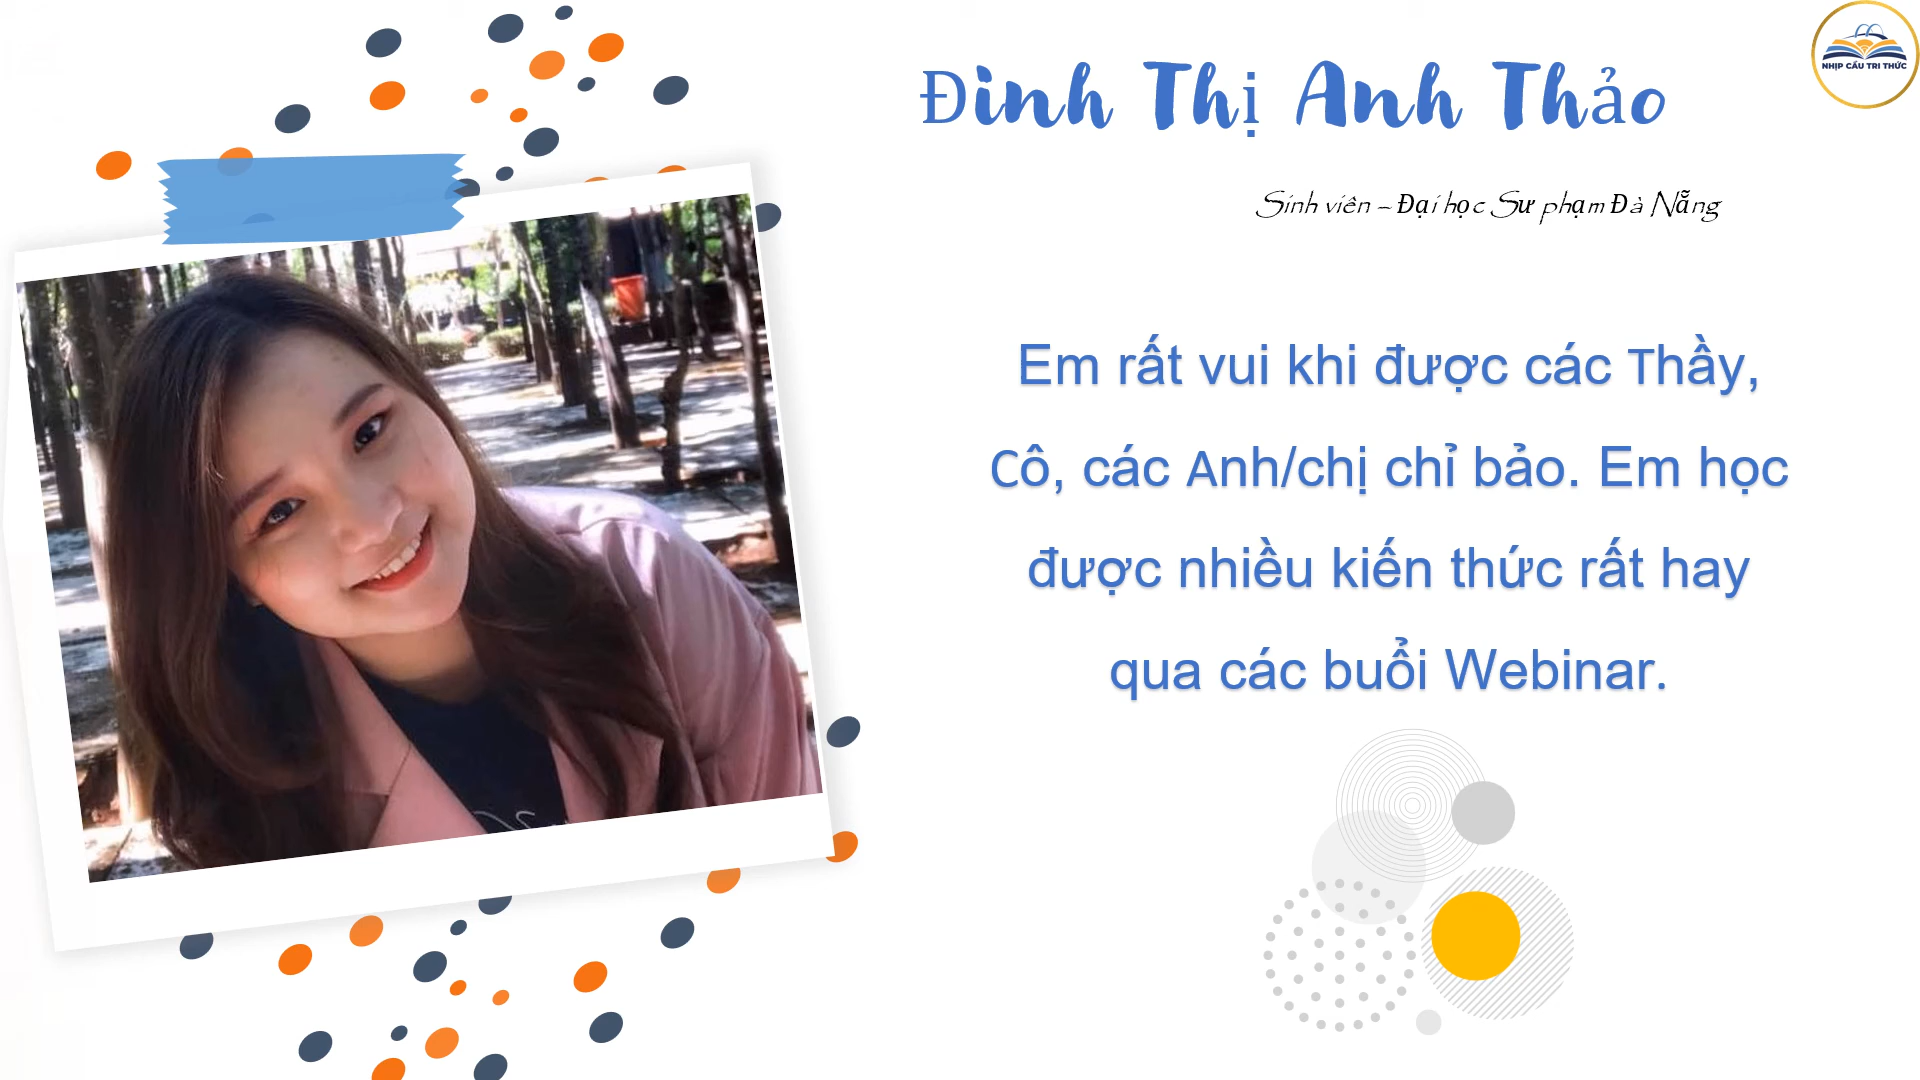 NHỊP CẦU TRI THỨC
Đinh Thị Anh Thảo
Sinh viên – Đại học Sư phạm Đà Nẵng
Em rất vui khi được các Thầy,
Cô, các Anh/chị chỉ bảo. Em học
được nhiều kiến thức rất hay
qua các buổi Webinar.